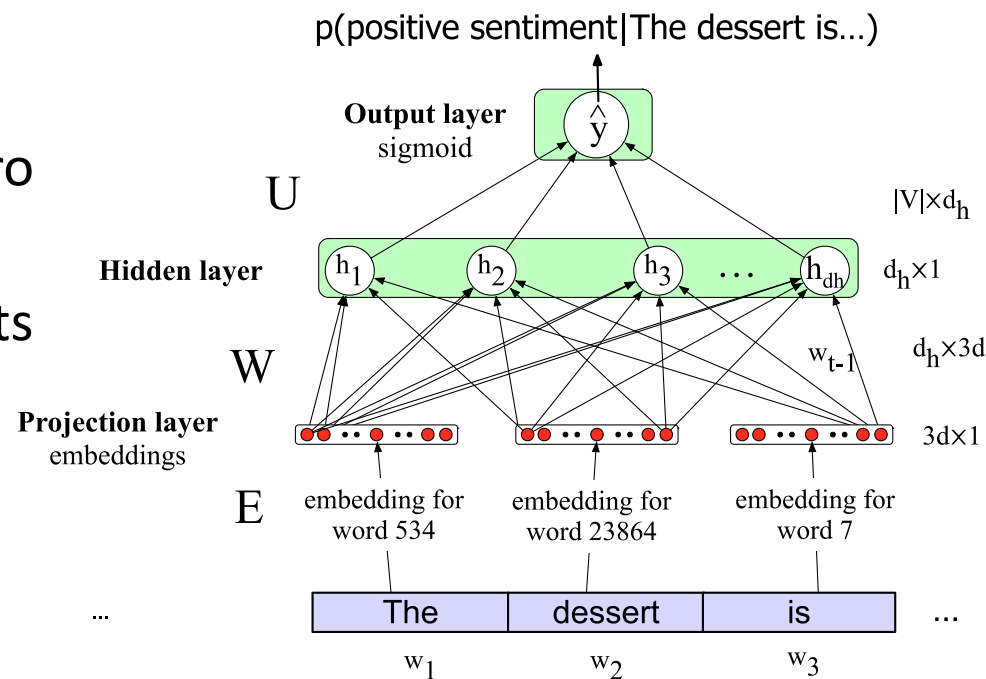 p(positive sentiment|The dessert is…)
Output layer
sigmoid
ŷ
ro
U
|V|×dh
Hidden layer
h1 h2 h3 … hdh
dh×1
ts
W
wt-1
dh×3d
Projection layer
embeddings
3d×1
E
embedding for
word 534
embedding for
word 23864
embedding for
word 7
... The dessert is ...
w1 w2 w3